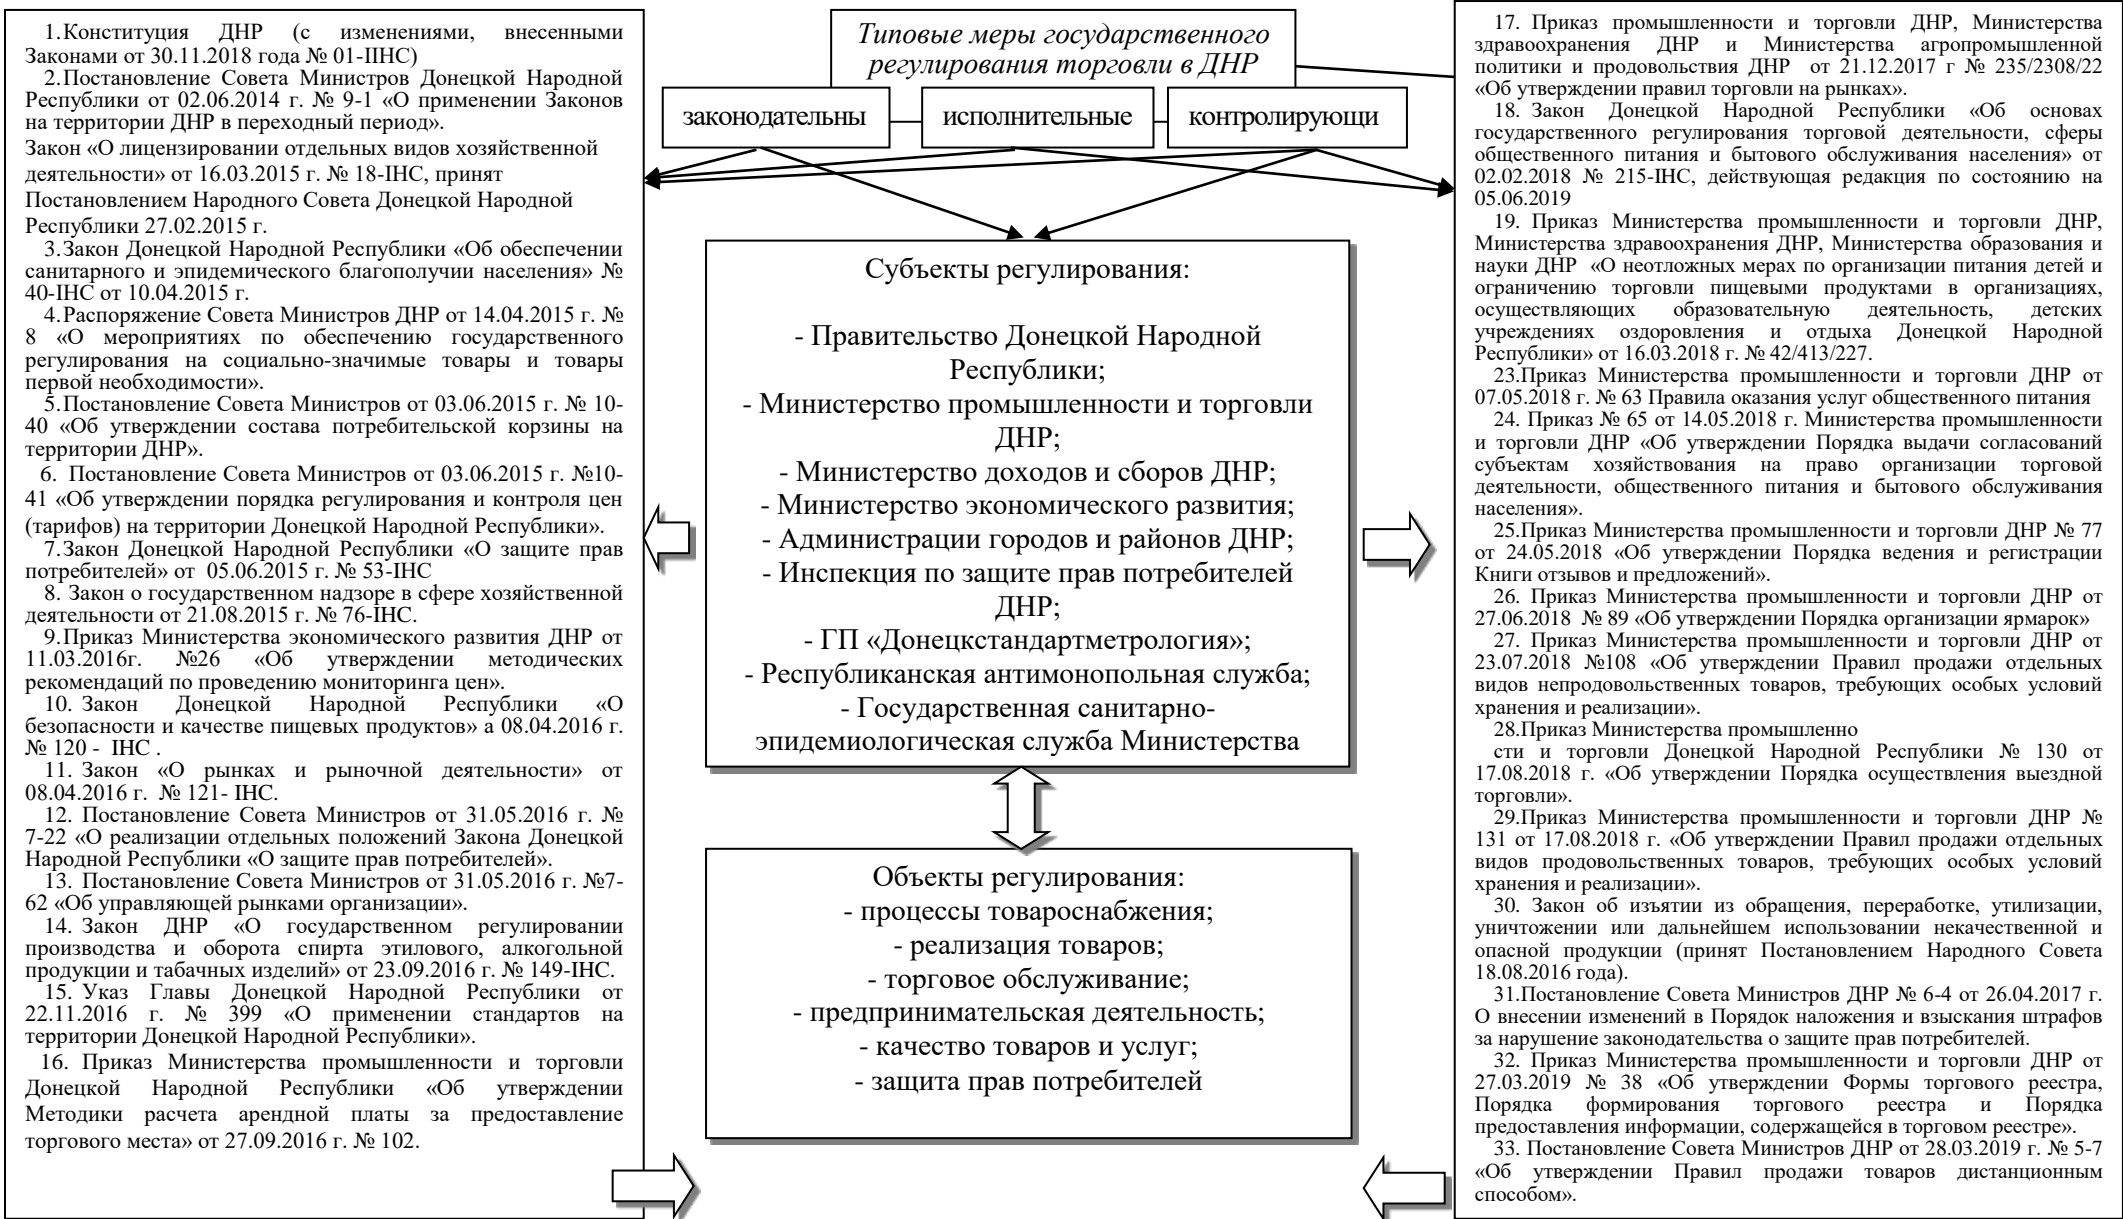 1.Конституция ДНР (с изменениями, внесенными
Законами от 30.11.2018 года № 01-IIНС)
2.Постановление Совета Министров Донецкой Народной
Республики от 02.06.2014 г. № 9-1 «О применении Законов
на территории ДНР в переходный период».
Закон «О лицензировании отдельных видов хозяйственной
деятельности» от 16.03.2015 г. № 18-IНС, принят
Постановлением Народного Совета Донецкой Народной
Республики 27.02.2015 г.
3.Закон Донецкой Народной Республики «Об обеспечении
санитарного и эпидемического благополучии населения» №
40-IНС от 10.04.2015 г.
4.Распоряжение Совета Министров ДНР от 14.04.2015 г. №
8 «О мероприятиях по обеспечению государственного
регулирования на социально-значимые товары и товары
первой необходимости».
5.Постановление Совета Министров от 03.06.2015 г. № 10-
40 «Об утверждении состава потребительской корзины на
территории ДНР».
6. Постановление Совета Министров от 03.06.2015 г. №10-
41 «Об утверждении порядка регулирования и контроля цен
(тарифов) на территории Донецкой Народной Республики».
7.Закон Донецкой Народной Республики «О защите прав
потребителей» от 05.06.2015 г. № 53-IНС
8. Закон о государственном надзоре в сфере хозяйственной
деятельности от 21.08.2015 г. № 76-IНС.
9.Приказ Министерства экономического развития ДНР от
11.03.2016г. №26 «Об утверждении методических
рекомендаций по проведению мониторинга цен».
10. Закон Донецкой Народной Республики «О
безопасности и качестве пищевых продуктов» а 08.04.2016 г.
№ 120 - IНС .
11. Закон «О рынках и рыночной деятельности» от
08.04.2016 г. № 121- IНС.
12. Постановление Совета Министров от 31.05.2016 г. №
7-22 «О реализации отдельных положений Закона Донецкой
Народной Республики «О защите прав потребителей».
13. Постановление Совета Министров от 31.05.2016 г. №7-
62 «Об управляющей рынками организации».
14. Закон ДНР «О государственном регулировании
производства и оборота спирта этилового, алкогольной
продукции и табачных изделий» от 23.09.2016 г. № 149-IНС.
15. Указ Главы Донецкой Народной Республики от
22.11.2016 г. № 399 «О применении стандартов на
территории Донецкой Народной Республики».
16. Приказ Министерства промышленности и торговли
Донецкой Народной Республики «Об утверждении
Методики расчета арендной платы за предоставление
торгового места» от 27.09.2016 г. № 102.
Типовые меры государственного
регулирования торговли в ДНР
законодательны
исполнительные
контролирующи
Субъекты регулирования:
- Правительство Донецкой Народной
Республики;
- Министерство промышленности и торговли
ДНР;
- Министерство доходов и сборов ДНР;
- Министерство экономического развития;
- Администрации городов и районов ДНР;
- Инспекция по защите прав потребителей
ДНР;
- ГП «Донецкстандартметрология»;
- Республиканская антимонопольная служба;
- Государственная санитарно-
эпидемиологическая служба Министерства
Объекты регулирования:
- процессы товароснабжения;
- реализация товаров;
- торговое обслуживание;
- предпринимательская деятельность;
- качество товаров и услуг;
- защита прав потребителей
17. Приказ промышленности и торговли ДНР, Министерства
здравоохранения ДНР и Министерства агропромышленной
политики и продовольствия ДНР от 21.12.2017 г № 235/2308/22
«Об утверждении правил торговли на рынках».
18. Закон Донецкой Народной Республики «Об основах
государственного регулирования торговой деятельности, сферы
общественного питания и бытового обслуживания населения» от
02.02.2018 № 215-IНС, действующая редакция по состоянию на
05.06.2019
19. Приказ Министерства промышленности и торговли ДНР,
Министерства здравоохранения ДНР, Министерства образования и
науки ДНР «О неотложных мерах по организации питания детей и
ограничению торговли пищевыми продуктами в организациях,
осуществляющих образовательную деятельность, детских
учреждениях оздоровления и отдыха Донецкой Народной
Республики» от 16.03.2018 г. № 42/413/227.
23.Приказ Министерства промышленности и торговли ДНР от
07.05.2018 г. № 63 Правила оказания услуг общественного питания
24. Приказ № 65 от 14.05.2018 г. Министерства промышленности
и торговли ДНР «Об утверждении Порядка выдачи согласований
субъектам хозяйствования на право организации торговой
деятельности, общественного питания и бытового обслуживания
населения».
25.Приказ Министерства промышленности и торговли ДНР № 77
от 24.05.2018 «Об утверждении Порядка ведения и регистрации
Книги отзывов и предложений».
26. Приказ Министерства промышленности и торговли ДНР от
27.06.2018 № 89 «Об утверждении Порядка организации ярмарок»
27. Приказ Министерства промышленности и торговли ДНР от
23.07.2018 №108 «Об утверждении Правил продажи отдельных
видов непродовольственных товаров, требующих особых условий
хранения и реализации».
28.Приказ Министерства промышленно
сти и торговли Донецкой Народной Республики № 130 от
17.08.2018 г. «Об утверждении Порядка осуществления выездной
торговли».
29.Приказ Министерства промышленности и торговли ДНР №
131 от 17.08.2018 г. «Об утверждении Правил продажи отдельных
видов продовольственных товаров, требующих особых условий
хранения и реализации».
30. Закон об изъятии из обращения, переработке, утилизации,
уничтожении или дальнейшем использовании некачественной и
опасной продукции (принят Постановлением Народного Совета
18.08.2016 года).
31.Постановление Совета Министров ДНР № 6-4 от 26.04.2017 г.
О внесении изменений в Порядок наложения и взыскания штрафов
за нарушение законодательства о защите прав потребителей.
32. Приказ Министерства промышленности и торговли ДНР от
27.03.2019 № 38 «Об утверждении Формы торгового реестра,
Порядка формирования торгового реестра и Порядка
предоставления информации, содержащейся в торговом реестре».
33. Постановление Совета Министров ДНР от 28.03.2019 г. № 5-7
«Об утверждении Правил продажи товаров дистанционным
способом».